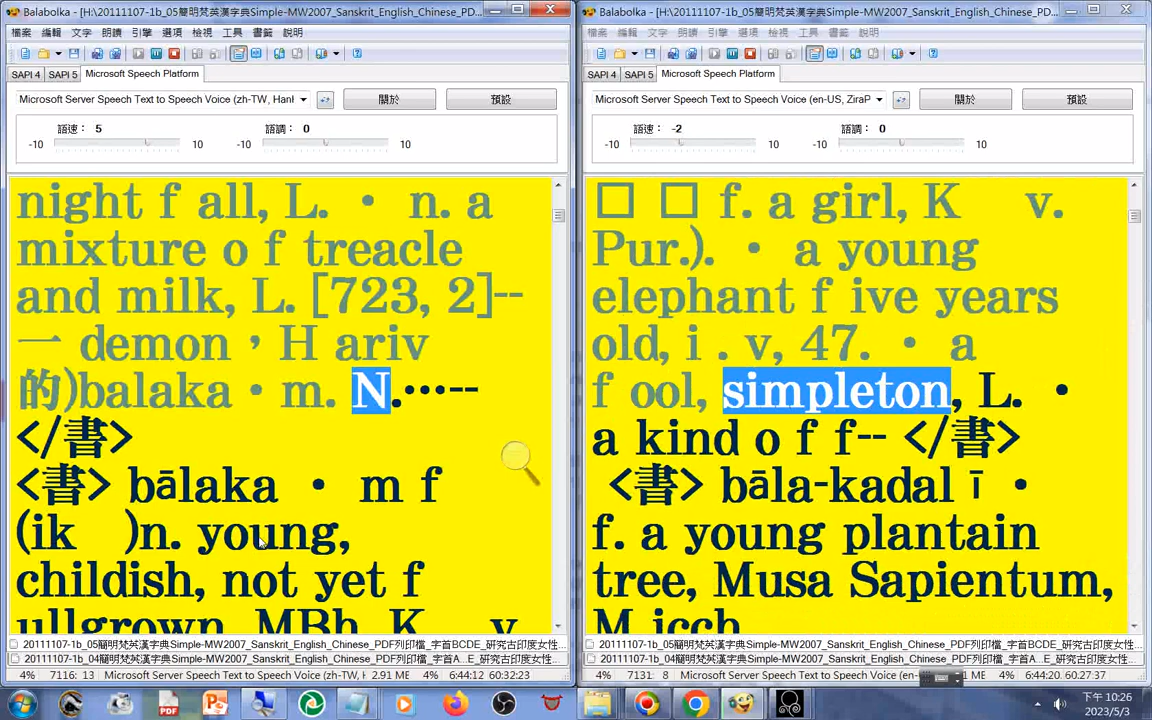 Balabolka - [H:\20111107-1b_05簡明梵英漢字典Simple-MW2007_Sanskrit_English_Chinese_PD...
檔案 編輯 文字 朗讀 引擎 選項 檢視 工具 書籤 說明
SAPI 4 SAPI 5 Microsoft Speech Platform
Microsoft Server Speech Text to Speech Voice (zh-TW, Hanl
關於
預設
語速： 5
語調： 0
-10 10 -10 10
night f all, L. • n. a
mixture o f treacle
and milk, L. [723, 2]--
一 demon，H ariv
的)balaka • m. N.•••--
</書>
<書> bālaka • m f
(ik )n. young,
childish, not yet f
ullgrown, MBh. K v.
20111107-1b_05簡明梵英漢字典Simple-MW2007_Sanskrit_English_Chinese_PDF列印檔_字首BCDE_研究古印度女性...
20111107-1b_04簡明梵英漢字典Simple-MW2007_Sanskrit_English_Chinese_PDF列印檔_字首A...E_研究古印度女性...
4% 7116: 13 Microsoft Server Speech Text to Speech Voice (zh-TW, 2.91 MB 4% 6:44:12 60:32:23
Balabolka - [H:\20111107-1b_05簡明梵英漢字典Simple-MW2007_Sanskrit_English_Chinese_PD...
檔案 編輯 文字 朗讀 引擎 選項 檢視 工具 書籤 說明
SAPI 4 SAPI 5 Microsoft Speech Platform
Microsoft Server Speech Text to Speech Voice (en-US, ZiraP
關於
預設
語速： -2
語調： 0
-10 10 -10 10
□ □ f. a girl, K v.
Pur.). • a young
elephant f ive years
old, i . v, 47. • a
f ool, simpleton, L. •
a kind o f f-- </書>
<書> bāla-kadal ī •
f. a young plantain
tree, Musa Sapientum,
M icch
20111107-1b_05簡明梵英漢字典Simple-MW2007_Sanskrit_English_Chinese_PDF列印檔_字首BCDE_研究古印度女性...
20111107-1b_04簡明梵英漢字典Simple-MW2007_Sanskrit_English_Chinese_PDF列印檔_字首A...E_研究古印度女性...
4% 7131: 8 Microsoft Server Speech Text to Speech Voice (en-US, MB 4% 6:44:20 60:27:37
PDF
下午 10:26
2023/5/3